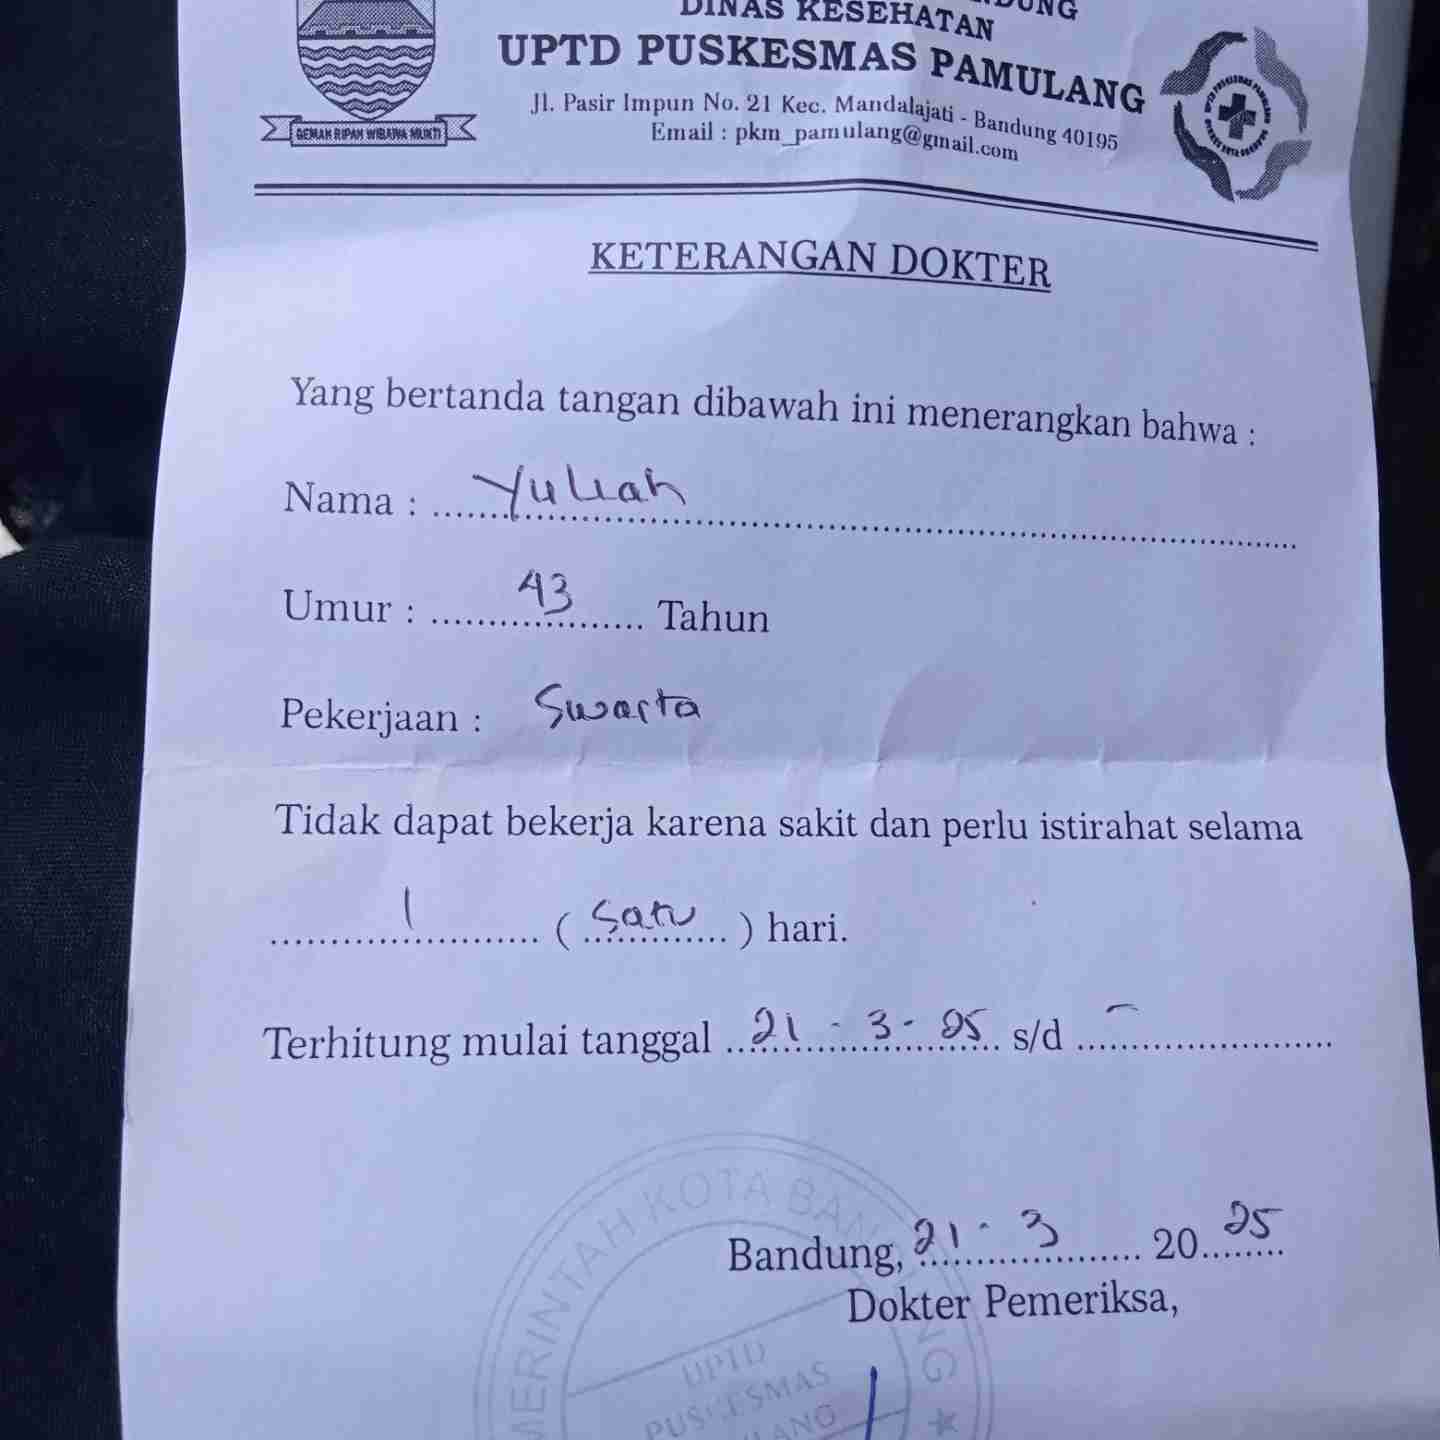 DINAS KESEHATAN
UPTD PUSKESMAS PAMULANG
Jl. Pasir Impun No. 21 Kec. Mandalajati - Bandung 40195
Email : pkm_pamulang@gmail.com
GEMAH RIPAH WIBAWA MUKTI
KETERANGAN DOKTER
Yang bertanda tangan dibawah ini menerangkan bahwa :
Nama : Yuliah
Umur : 43 Tahun
Pekerjaan : Swasta
Tidak dapat bekerja karena sakit dan perlu istirahat selama
1 ( Satu ) hari.
Terhitung mulai tanggal 21 - 3 - 25 s/d -
Bandung, 21 - 3 2025
Dokter Pemeriksa,
KOTA
UPTD
PUSKESMAS